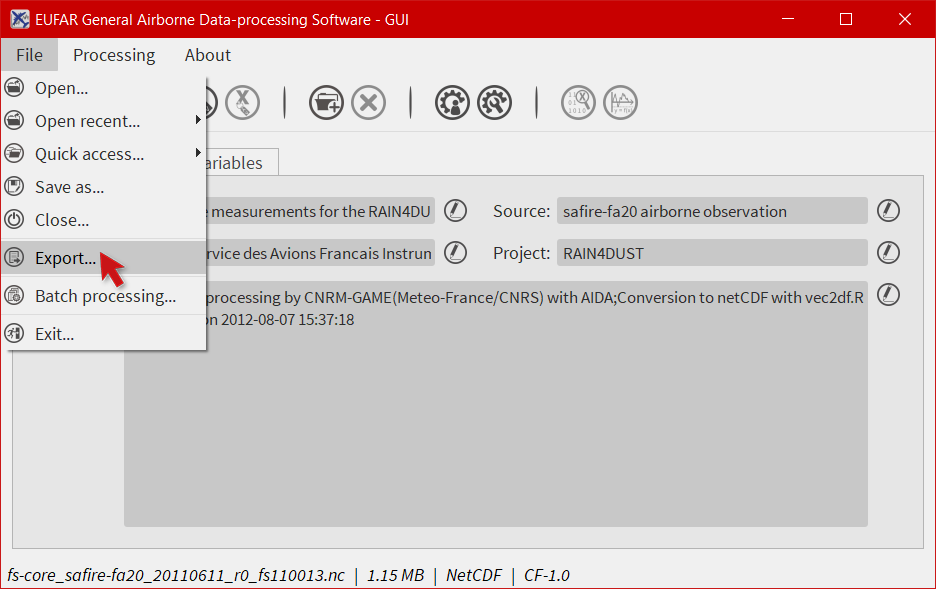 EUFAR General Airborne Data-processing Software - GUI
File Processing About
Open...
Open recent...
Quick access...
Save as...
Close...
Export...
Batch processing...
Exit...
measurements for the RAIN4DU
Source: safire-fa20 airborne observation
des Avions Francais Instrun
Project: RAIN4DUST
processing by CNRM-GAME(Meteo-France/CNRS) with AIDA;Conversion to netCDF with vec2df.R
on 2012-08-07 15:37:18
fs-core_safire-fa20_20110611_r0_fs110013.nc | 1.15 MB | NetCDF | CF-1.0